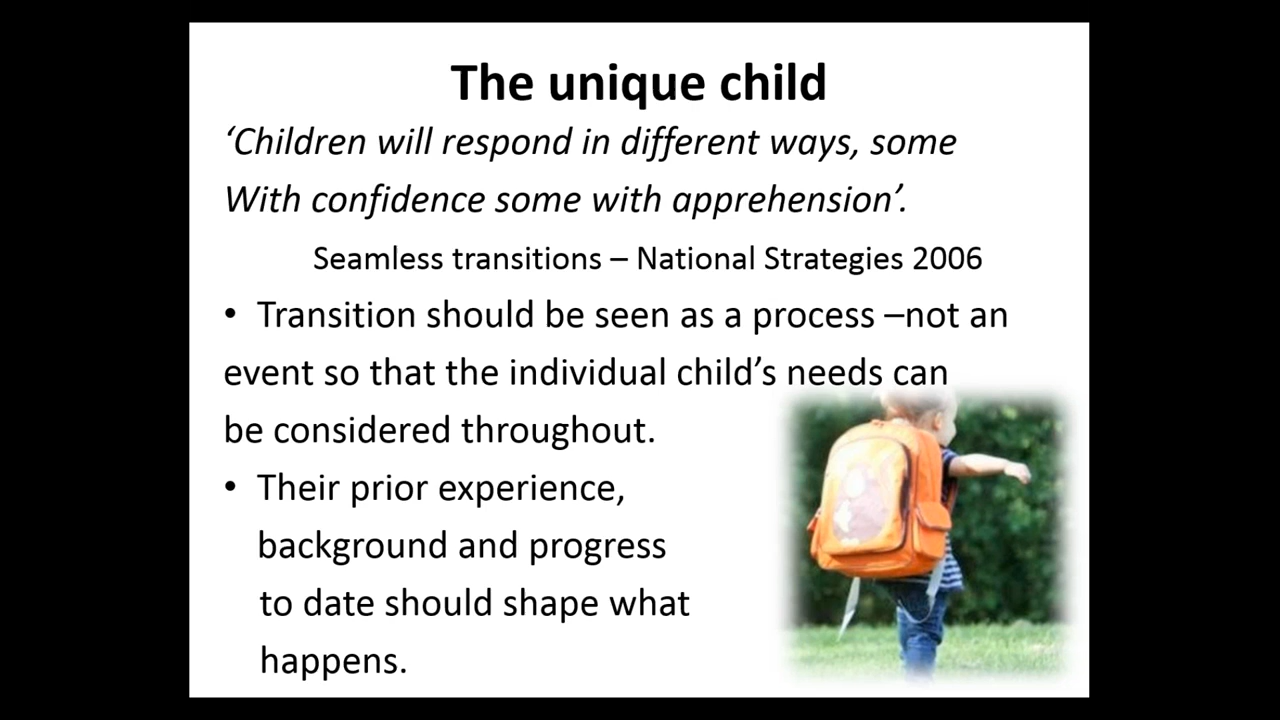 The unique child
‘Children will respond in different ways, some
With confidence some with apprehension’.
Seamless transitions – National Strategies 2006
• Transition should be seen as a process –not an
event so that the individual child’s needs can
be considered throughout.
• Their prior experience,
background and progress
to date should shape what
happens.